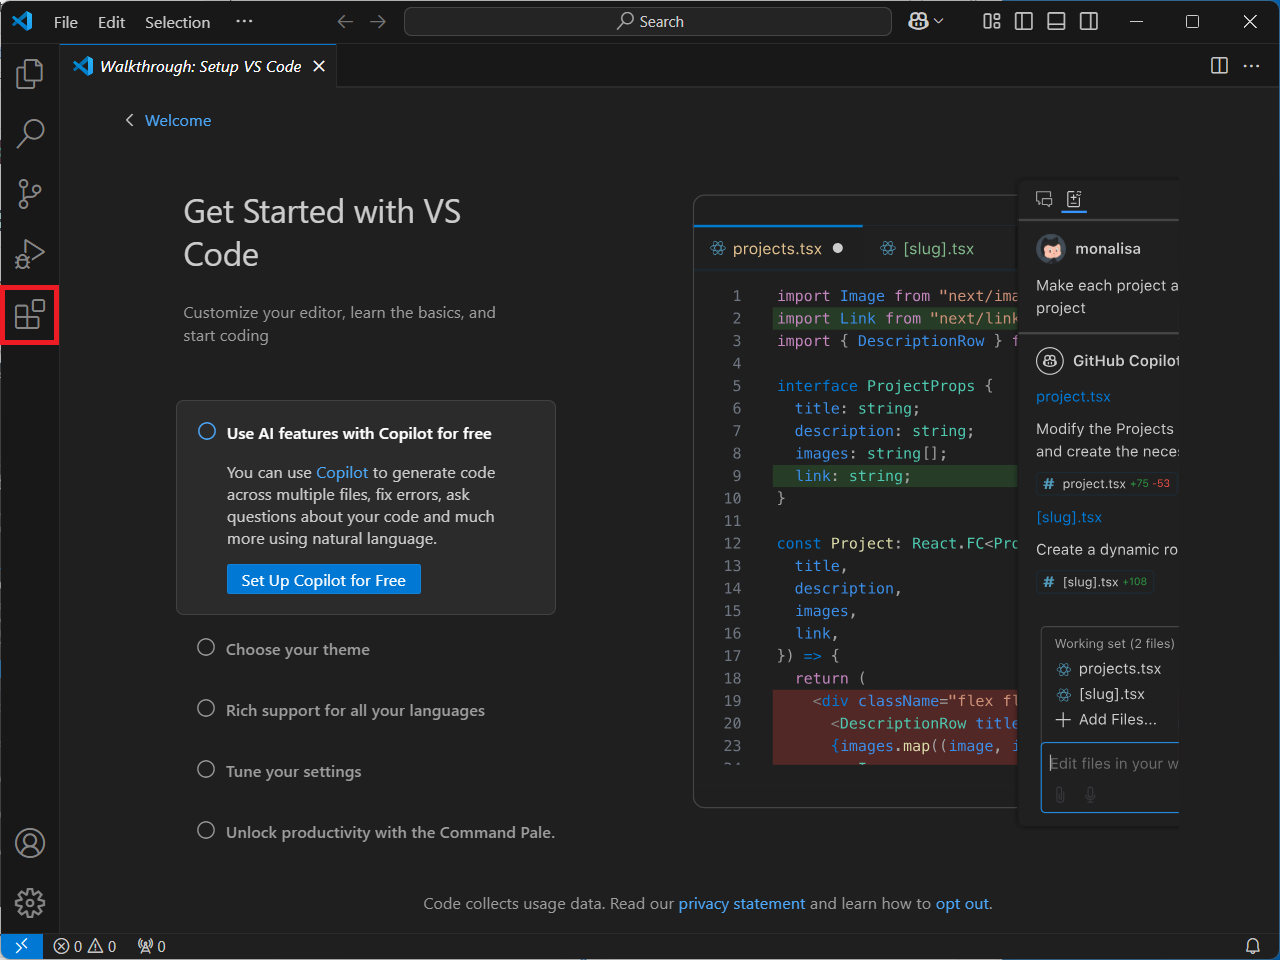 File Edit Selection ···
Search
Walkthrough: Setup VS Code
Welcome
Get Started with VS
Code
Customize your editor, learn the basics, and
start coding
Use AI features with Copilot for free
You can use Copilot to generate code
across multiple files, fix errors, ask
questions about your code and much
more using natural language.
Set Up Copilot for Free
Choose your theme
Rich support for all your languages
Tune your settings
Unlock productivity with the Command Pale.
projects.tsx [slug].tsx
1 import Image from "next/ima
2 import Link from "next/link
3 import { DescriptionRow } f
4
5 interface ProjectProps {
6 title: string;
7 description: string;
8 images: string[];
9 link: string;
10 }
11
12 const Project: React.FC<Pro
13 title,
14 description,
15 images,
16 link,
17 }) => {
18 return (
19 <div className="flex fl
20 <DescriptionRow title
23 {images.map((image, i
monalisa
Make each project a
project
GitHub Copilot
project.tsx
Modify the Projects
and create the neces
# project.tsx +75 -53
[slug].tsx
Create a dynamic ro
# [slug].tsx +108
Working set (2 files)
projects.tsx
[slug].tsx
+ Add Files...
Edit files in your w
Code collects usage data. Read our privacy statement and learn how to opt out.
0 0 0